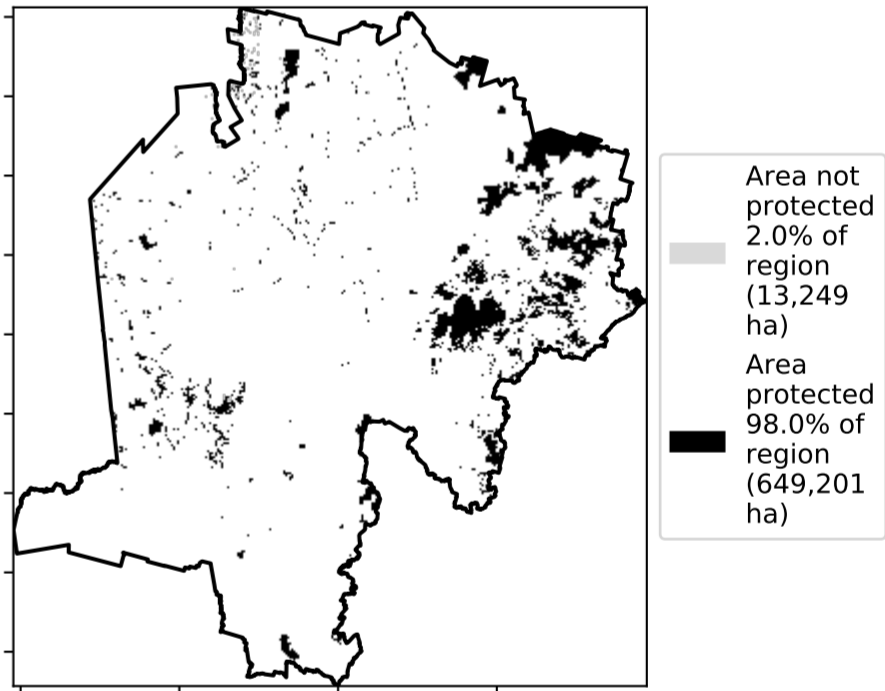 Area not
protected
2.0% of
region
(13,249
ha)
Area
protected
98.0% of
region
(649,201
ha)